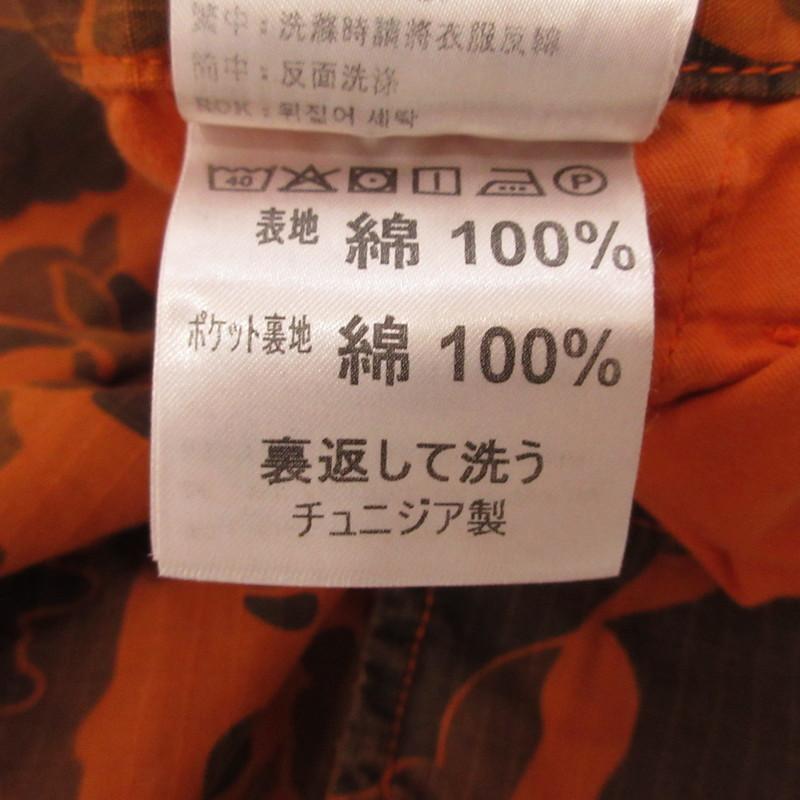 繁中：洗滌時請將衣服反綿
简中：反面洗涤
ROK：뒤집어 세탁
40 P
表地 綿 100%
ポケット裏地 綿 100%
裏返して洗う
チュニジア製